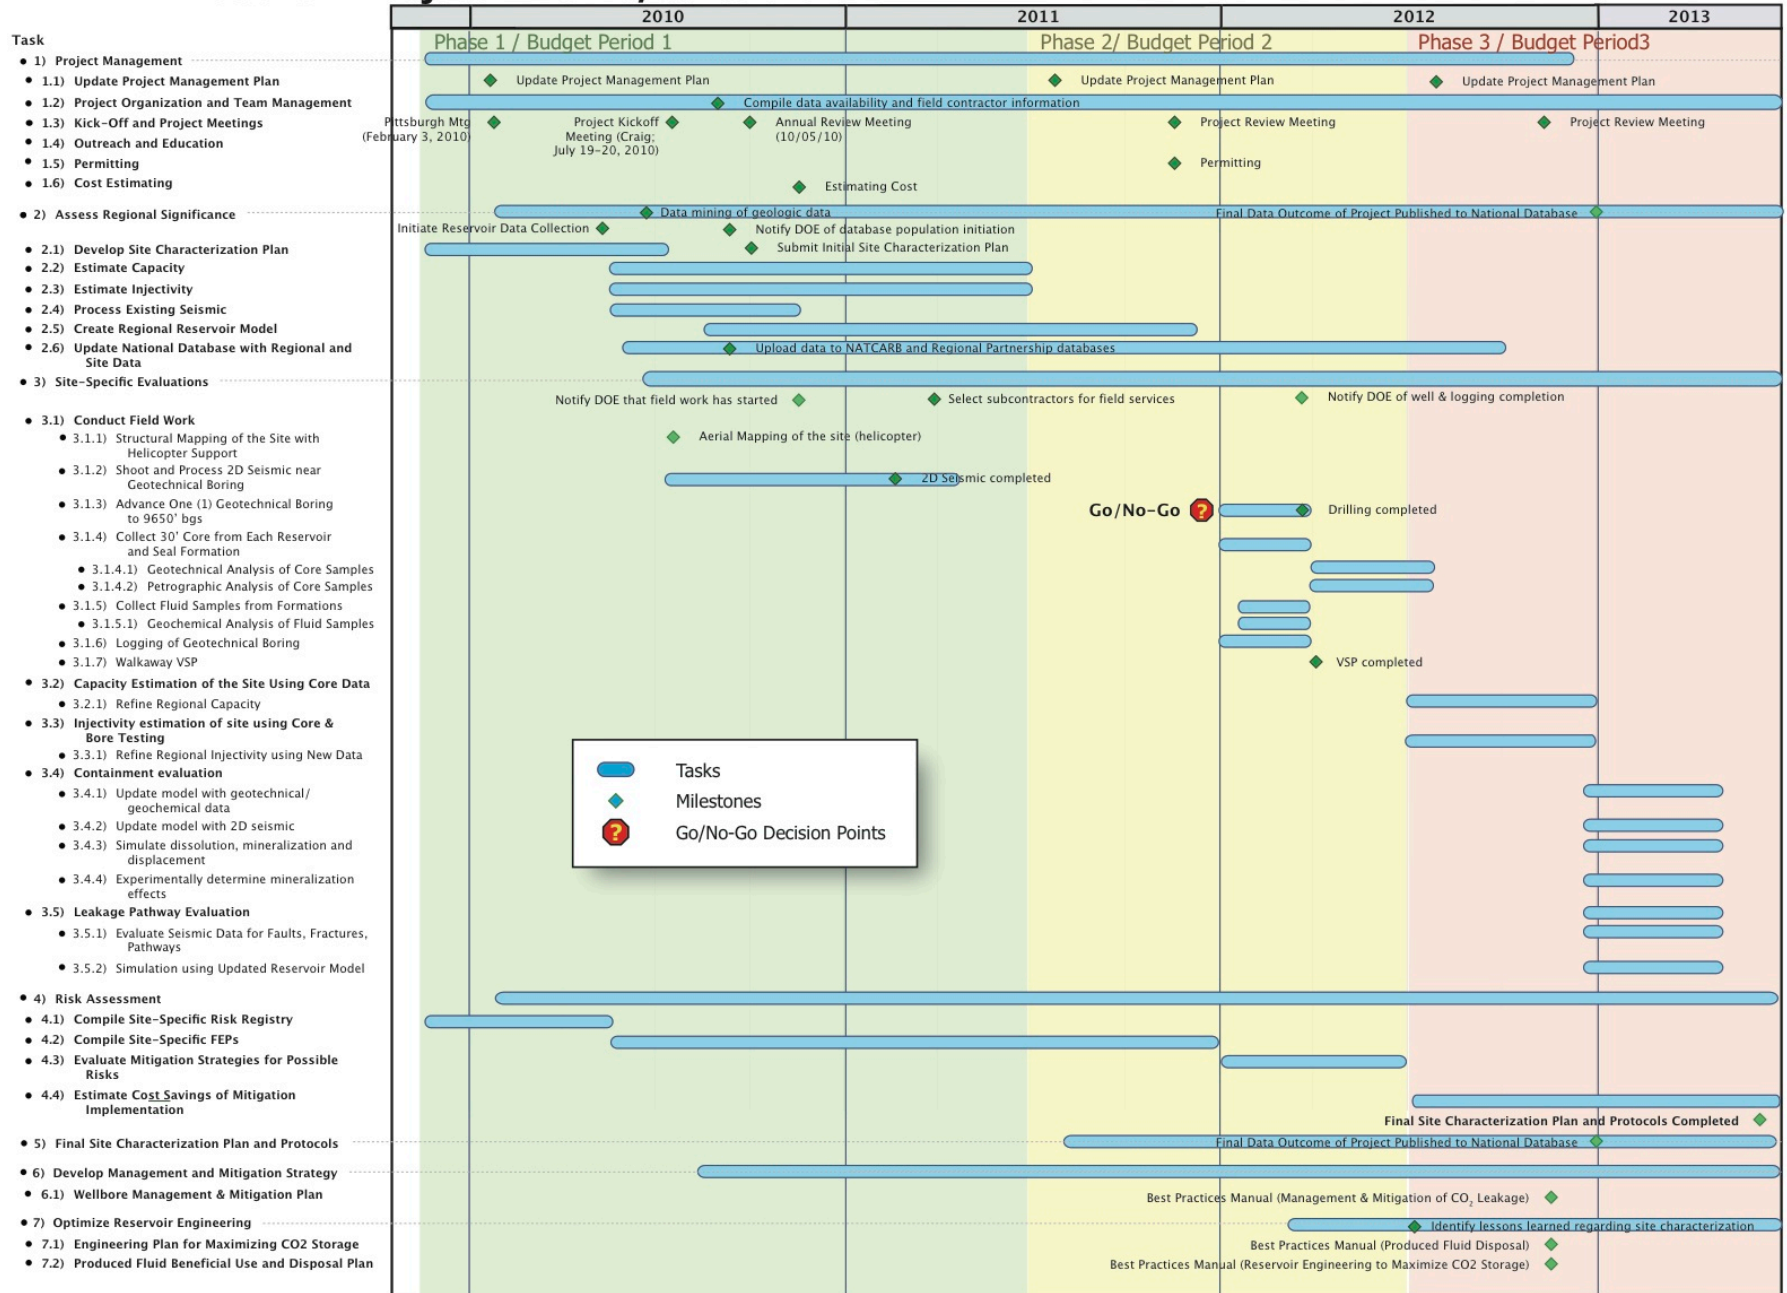 2010 2011 2012 2013
Task
Phase 1 / Budget Period 1 Phase 2/ Budget Period 2 Phase 3 / Budget Period3
• 1) Project Management
• 1.1) Update Project Management Plan Update Project Management Plan Update Project Management Plan Update Project Management Plan
• 1.2) Project Organization and Team Management Compile data availability and field contractor information
• 1.3) Kick-Off and Project Meetings Pittsburgh Mtg Project Kickoff Annual Review Meeting Project Review Meeting Project Review Meeting
(February 3, 2010) Meeting (Craig; (10/05/10)
• 1.4) Outreach and Education July 19-20, 2010)
• 1.5) Permitting Permitting
• 1.6) Cost Estimating Estimating Cost
• 2) Assess Regional Significance Data mining of geologic data Final Data Outcome of Project Published to National Database
Initiate Reservoir Data Collection Notify DOE of database population initiation
• 2.1) Develop Site Characterization Plan Submit Initial Site Characterization Plan
• 2.2) Estimate Capacity
• 2.3) Estimate Injectivity
• 2.4) Process Existing Seismic
• 2.5) Create Regional Reservoir Model
• 2.6) Update National Database with Regional and Upload data to NATCARB and Regional Partnership databases
Site Data
• 3) Site-Specific Evaluations
Notify DOE that field work has started Select subcontractors for field services Notify DOE of well & logging completion
• 3.1) Conduct Field Work
• 3.1.1) Structural Mapping of the Site with Aerial Mapping of the site (helicopter)
Helicopter Support
• 3.1.2) Shoot and Process 2D Seismic near 2D Seismic completed
Geotechnical Boring
• 3.1.3) Advance One (1) Geotechnical Boring Go/No-Go ? Drilling completed
to 9650' bgs
• 3.1.4) Collect 30' Core from Each Reservoir
and Seal Formation
• 3.1.4.1) Geotechnical Analysis of Core Samples
• 3.1.4.2) Petrographic Analysis of Core Samples
• 3.1.5) Collect Fluid Samples from Formations
• 3.1.5.1) Geochemical Analysis of Fluid Samples
• 3.1.6) Logging of Geotechnical Boring
• 3.1.7) Walkaway VSP VSP completed
• 3.2) Capacity Estimation of the Site Using Core Data
• 3.2.1) Refine Regional Capacity
• 3.3) Injectivity estimation of site using Core &
Bore Testing
• 3.3.1) Refine Regional Injectivity using New Data
• 3.4) Containment evaluation
• 3.4.1) Update model with geotechnical/
geochemical data
• 3.4.2) Update model with 2D seismic
• 3.4.3) Simulate dissolution, mineralization and
displacement
• 3.4.4) Experimentally determine mineralization
effects
Tasks
Milestones
? Go/No-Go Decision Points
• 3.5) Leakage Pathway Evaluation
• 3.5.1) Evaluate Seismic Data for Faults, Fractures,
Pathways
• 3.5.2) Simulation using Updated Reservoir Model
• 4) Risk Assessment
• 4.1) Compile Site-Specific Risk Registry
• 4.2) Compile Site-Specific FEPs
• 4.3) Evaluate Mitigation Strategies for Possible
Risks
• 4.4) Estimate Cost Savings of Mitigation
Implementation
Final Site Characterization Plan and Protocols Completed
• 5) Final Site Characterization Plan and Protocols Final Data Outcome of Project Published to National Database
• 6) Develop Management and Mitigation Strategy
• 6.1) Wellbore Management & Mitigation Plan Best Practices Manual (Management & Mitigation of CO₂ Leakage)
• 7) Optimize Reservoir Engineering Identify lessons learned regarding site characterization
• 7.1) Engineering Plan for Maximizing CO2 Storage Best Practices Manual (Produced Fluid Disposal)
• 7.2) Produced Fluid Beneficial Use and Disposal Plan Best Practices Manual (Reservoir Engineering to Maximize CO2 Storage)